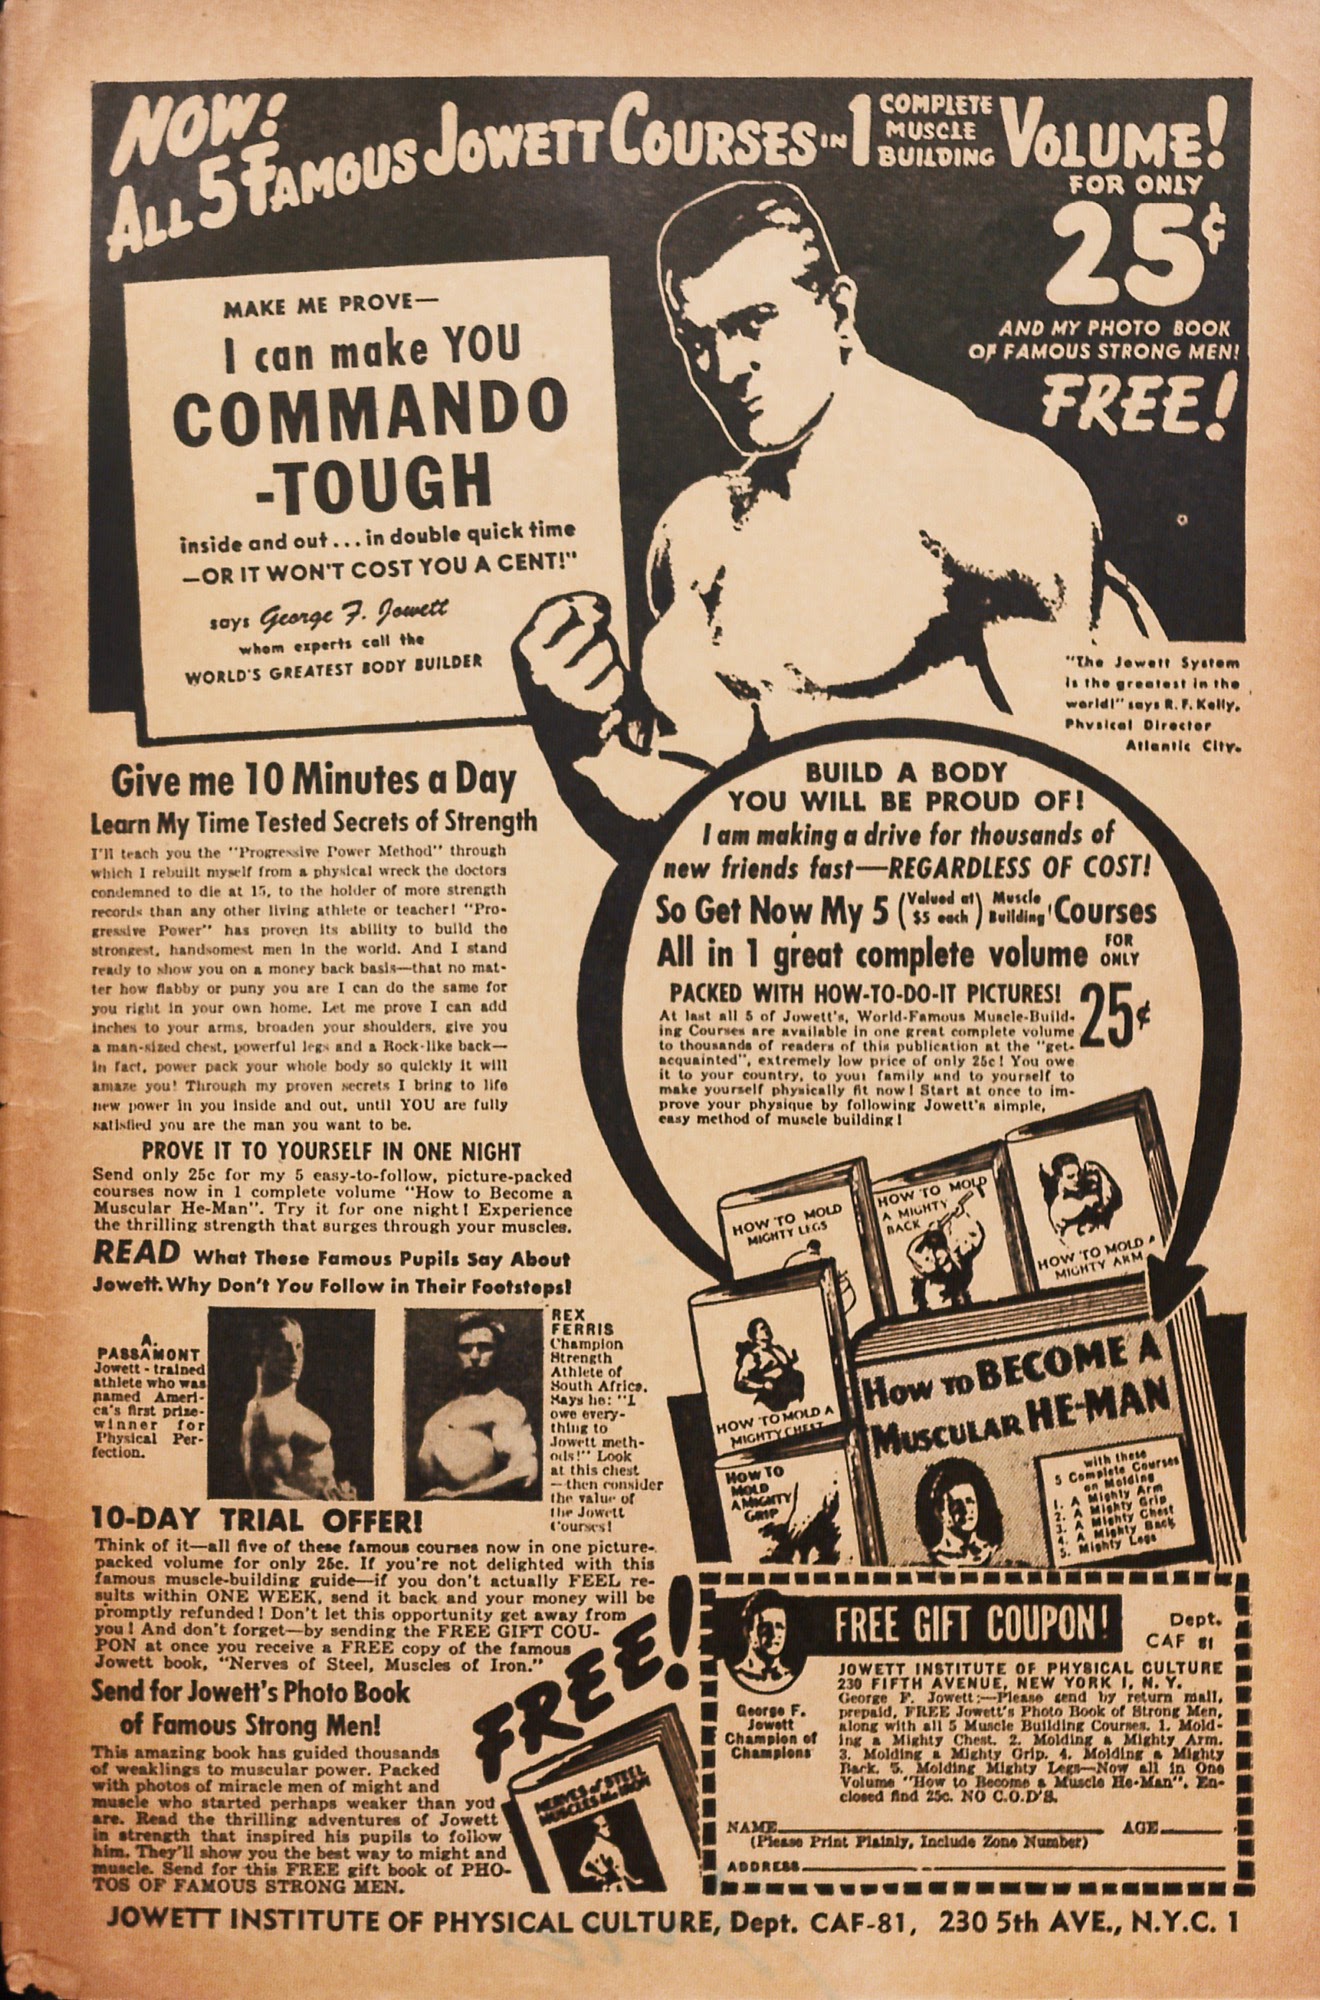 NOW!
ALL 5 FAMOUS JOWETT COURSES IN 1 COMPLETE MUSCLE BUILDING VOLUME!
FOR ONLY
25¢
AND MY PHOTO BOOK
OF FAMOUS STRONG MEN!
FREE!
MAKE ME PROVE—
I can make YOU
COMMANDO
-TOUGH
inside and out...in double quick time
—OR IT WON'T COST YOU A CENT!"
says George F. Jowett
whom experts call the
WORLD'S GREATEST BODY BUILDER
"The Jowett System
is the greatest in the
world!" says R. F. Kelly,
Physical Director
Atlantic City.
Give me 10 Minutes a Day
Learn My Time Tested Secrets of Strength
I'll teach you the "Progressive Power Method" through
which I rebuilt myself from a physical wreck the doctors
condemned to die at 15, to the holder of more strength
records than any other living athlete or teacher! "Pro-
gressive Power" has proven its ability to build the
strongest, handsomest men in the world. And I stand
ready to show you on a money back basis—that no mat-
ter how flabby or puny you are I can do the same for
you right in your own home. Let me prove I can add
inches to your arms, broaden your shoulders, give you
a man-sized chest, powerful legs and a Rock-like back—
in fact, power pack your whole body so quickly it will
amaze you! Through my proven secrets I bring to life
new power in you inside and out, until YOU are fully
satisfied you are the man you want to be.
PROVE IT TO YOURSELF IN ONE NIGHT
Send only 25c for my 5 easy-to-follow, picture-packed
courses now in 1 complete volume "How to Become a
Muscular He-Man". Try it for one night! Experience
the thrilling strength that surges through your muscles.
READ What These Famous Pupils Say About
Jowett. Why Don't You Follow in Their Footsteps!
A.
PASSAMONT
Jowett - trained
athlete who was
named Ameri-
ca's first prize-
winner for
Physical Per-
fection.
REX
FERRIS
Champion
Strength
Athlete of
South Africa.
Says he: "I
owe every-
thing to
Jowett meth-
ods!" Look
at this chest
—then consider
the value of
the Jowett
Courses!
10-DAY TRIAL OFFER!
Think of it—all five of these famous courses now in one picture-
packed volume for only 25c. If you're not delighted with this
famous muscle-building guide—if you don't actually FEEL re-
sults within ONE WEEK, send it back and your money will be
promptly refunded! Don't let this opportunity get away from
you! And don't forget—by sending the FREE GIFT COU-
PON at once you receive a FREE copy of the famous
Jowett book, "Nerves of Steel, Muscles of Iron."
Send for Jowett's Photo Book
of Famous Strong Men!
This amazing book has guided thousands
of weaklings to muscular power. Packed
with photos of miracle men of might and
muscle who started perhaps weaker than you
are. Read the thrilling adventures of Jowett
in strength that inspired his pupils to follow
him. They'll show you the best way to might and
muscle. Send for this FREE gift book of PHO-
TOS OF FAMOUS STRONG MEN.
FREE!
NERVES of STEEL
MUSCLES like IRON
BUILD A BODY
YOU WILL BE PROUD OF!
I am making a drive for thousands of
new friends fast—REGARDLESS OF COST!
So Get Now My 5 (Valued at $5 each) Muscle Building Courses
All in 1 great complete volume FOR ONLY
PACKED WITH HOW-TO-DO-IT PICTURES! 25¢
At last all 5 of Jowett's, World-Famous Muscle-Build-
ing Courses are available in one great complete volume
to thousands of readers of this publication at the "get-
acquainted", extremely low price of only 25c! You owe
it to your country, to your family and to yourself to
make yourself physically fit now! Start at once to im-
prove your physique by following Jowett's simple,
easy method of muscle building!
HOW TO MOLD
MIGHTY LEGS
HOW TO MOLD
A MIGHTY
BACK
HOW TO MOLD A
MIGHTY ARM
HOW TO MOLD A
MIGHTY CHEST
HOW TO
MOLD
A MIGHTY
GRIP
HOW TO BECOME A
MUSCULAR HE-MAN
with these
5 Complete Courses
on Molding
1. A Mighty Arm
2. A Mighty Grip
3. A Mighty Chest
4. A Mighty Back
5. Mighty Legs
FREE GIFT COUPON!
Dept.
CAF 81
George F.
Jowett
Champion of
Champions
JOWETT INSTITUTE OF PHYSICAL CULTURE
230 FIFTH AVENUE, NEW YORK 1, N. Y.
George F. Jowett:—Please send by return mail,
prepaid, FREE Jowett's Photo Book of Strong Men,
along with all 5 Muscle Building Courses. 1. Mold-
ing a Mighty Chest. 2. Molding a Mighty Arm.
3. Molding a Mighty Grip. 4. Molding a Mighty
Back. 5. Molding Mighty Legs—Now all in One
Volume "How to Become a Muscle He-Man". En-
closed find 25c. NO C.O.D'S.
NAME AGE
(Please Print Plainly, Include Zone Number)
ADDRESS
JOWETT INSTITUTE OF PHYSICAL CULTURE, Dept. CAF-81, 230 5th AVE., N.Y.C. 1